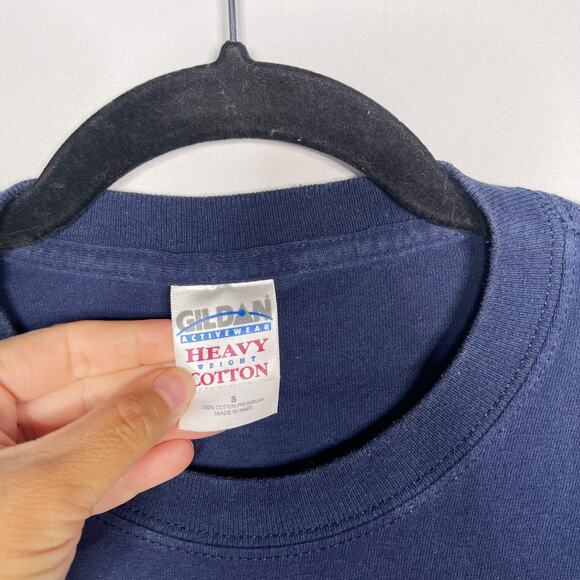 GILDAN
ACTIVEWEAR
HEAVY
WEIGHT
COTTON
S
100% COTTON PRESHRUNK
MADE IN HAITI